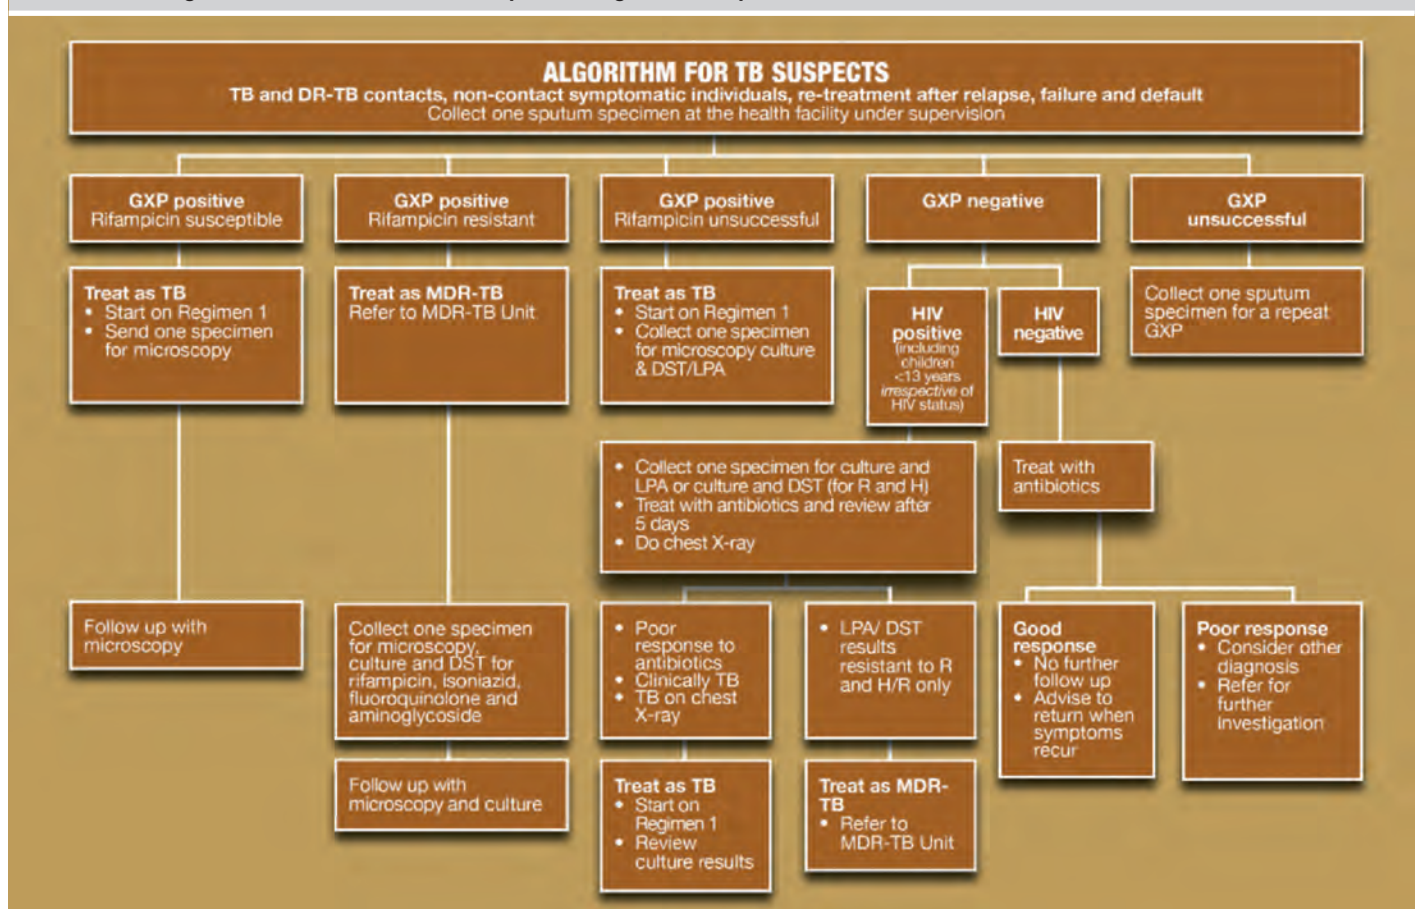 ALGORITHM FOR TB SUSPECTS
TB and DR-TB contacts, non-contact symptomatic individuals, re-treatment after relapse, failure and default
Collect one sputum specimen at the health facility under supervision
GXP positive
Rifampicin susceptible
GXP positive
Rifampicin resistant
GXP positive
Rifampicin unsuccessful
GXP negative
GXP
unsuccessful
Treat as TB
• Start on Regimen 1
• Send one specimen
for microscopy
Treat as MDR-TB
Refer to MDR-TB Unit
Treat as TB
• Start on Regimen 1
• Collect one specimen
for microscopy culture
& DST/LPA
HIV
positive
(including
children
<13 years
irrespective of
HIV status)
HIV
negative
Collect one sputum
specimen for a repeat
GXP
• Collect one specimen for culture and
LPA or culture and DST (for R and H)
• Treat with antibiotics and review after
5 days
• Do chest X-ray
Treat with
antibiotics
Follow up with
microscopy
Collect one specimen
for microscopy,
culture and DST for
rifampicin, isoniazid,
fluoroquinolone and
aminoglycoside
• Poor
response to
antibiotics
• Clinically TB
• TB on chest
X-ray
• LPA/ DST
results
resistant to R
and H/R only
Good
response
• No further
follow up
• Advise to
return when
symptoms
recur
Poor response
• Consider other
diagnosis
• Refer for
further
investigation
Follow up with
microscopy and culture
Treat as TB
• Start on
Regimen 1
• Review
culture results
Treat as MDR-
TB
• Refer to
MDR-TB Unit